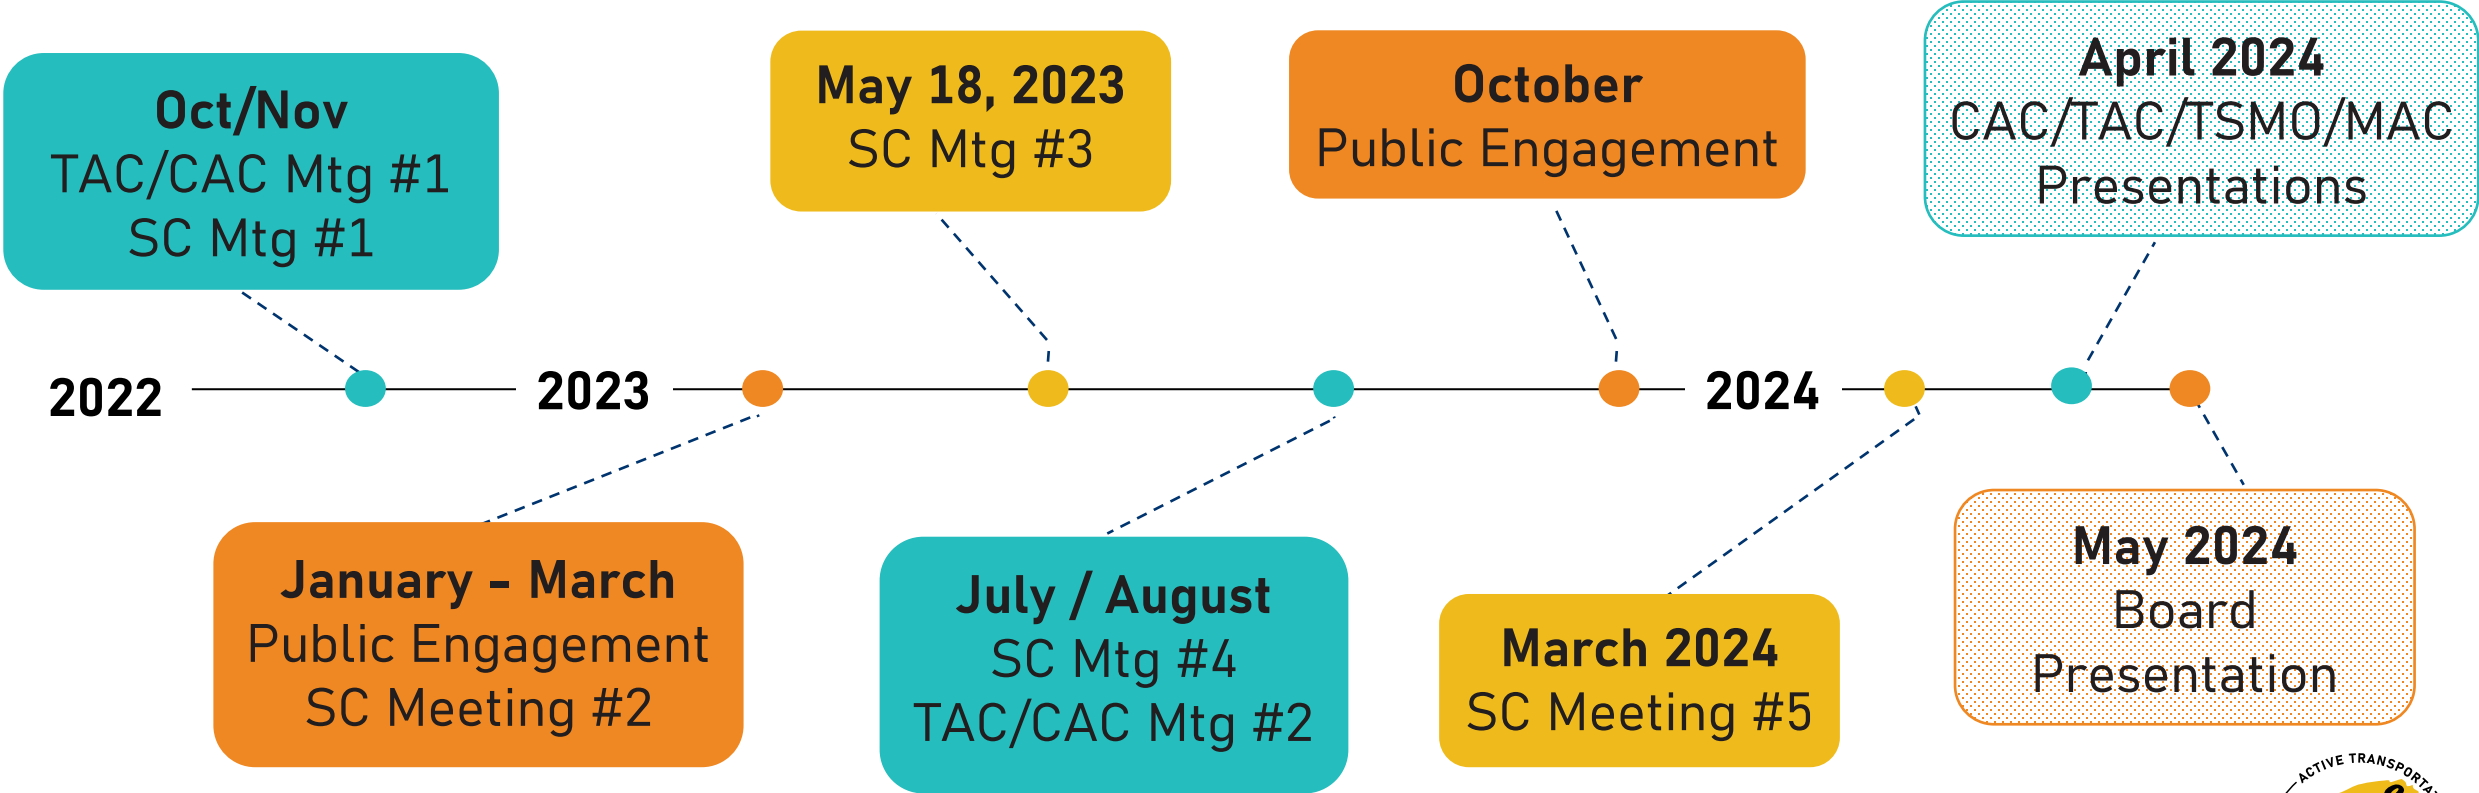 Oct/Nov
TAC/CAC Mtg #1
SC Mtg #1
May 18, 2023
SC Mtg #3
October
Public Engagement
April 2024
CAC/TAC/TSMO/MAC
Presentations
2022
2023
2024
January - March
Public Engagement
SC Meeting #2
July / August
SC Mtg #4
TAC/CAC Mtg #2
March 2024
SC Meeting #5
May 2024
Board
Presentation
ACTIVE